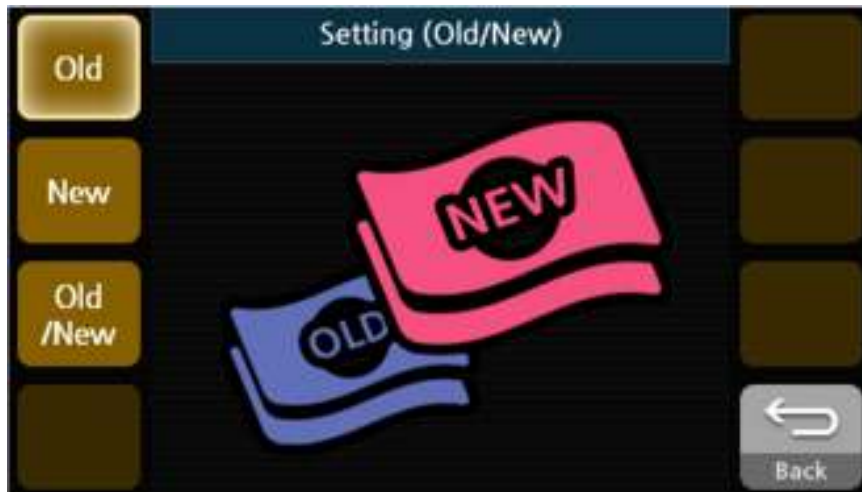 Setting (Old/New)
Old
New
Old
/New
NEW
OLD
Back